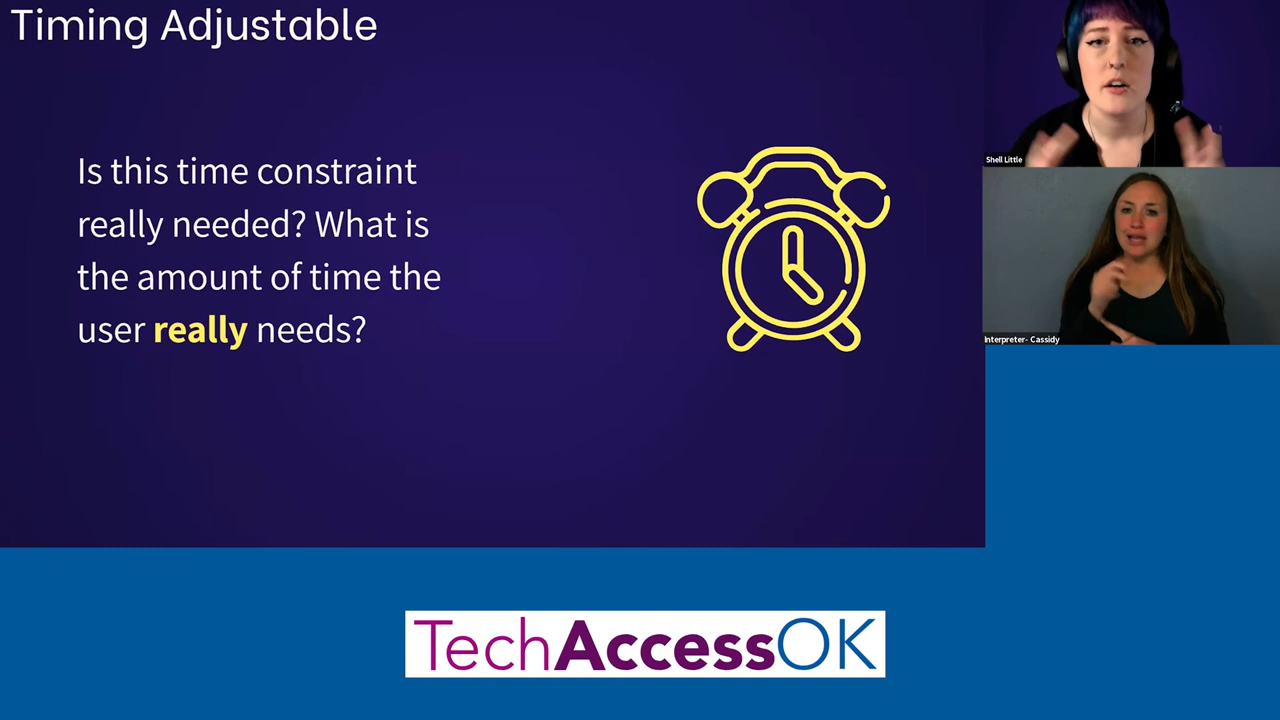 Timing Adjustable
Is this time constraint
really needed? What is
the amount of time the
user really needs?
Shell Little
Interpreter- Cassidy
TechAccessOK